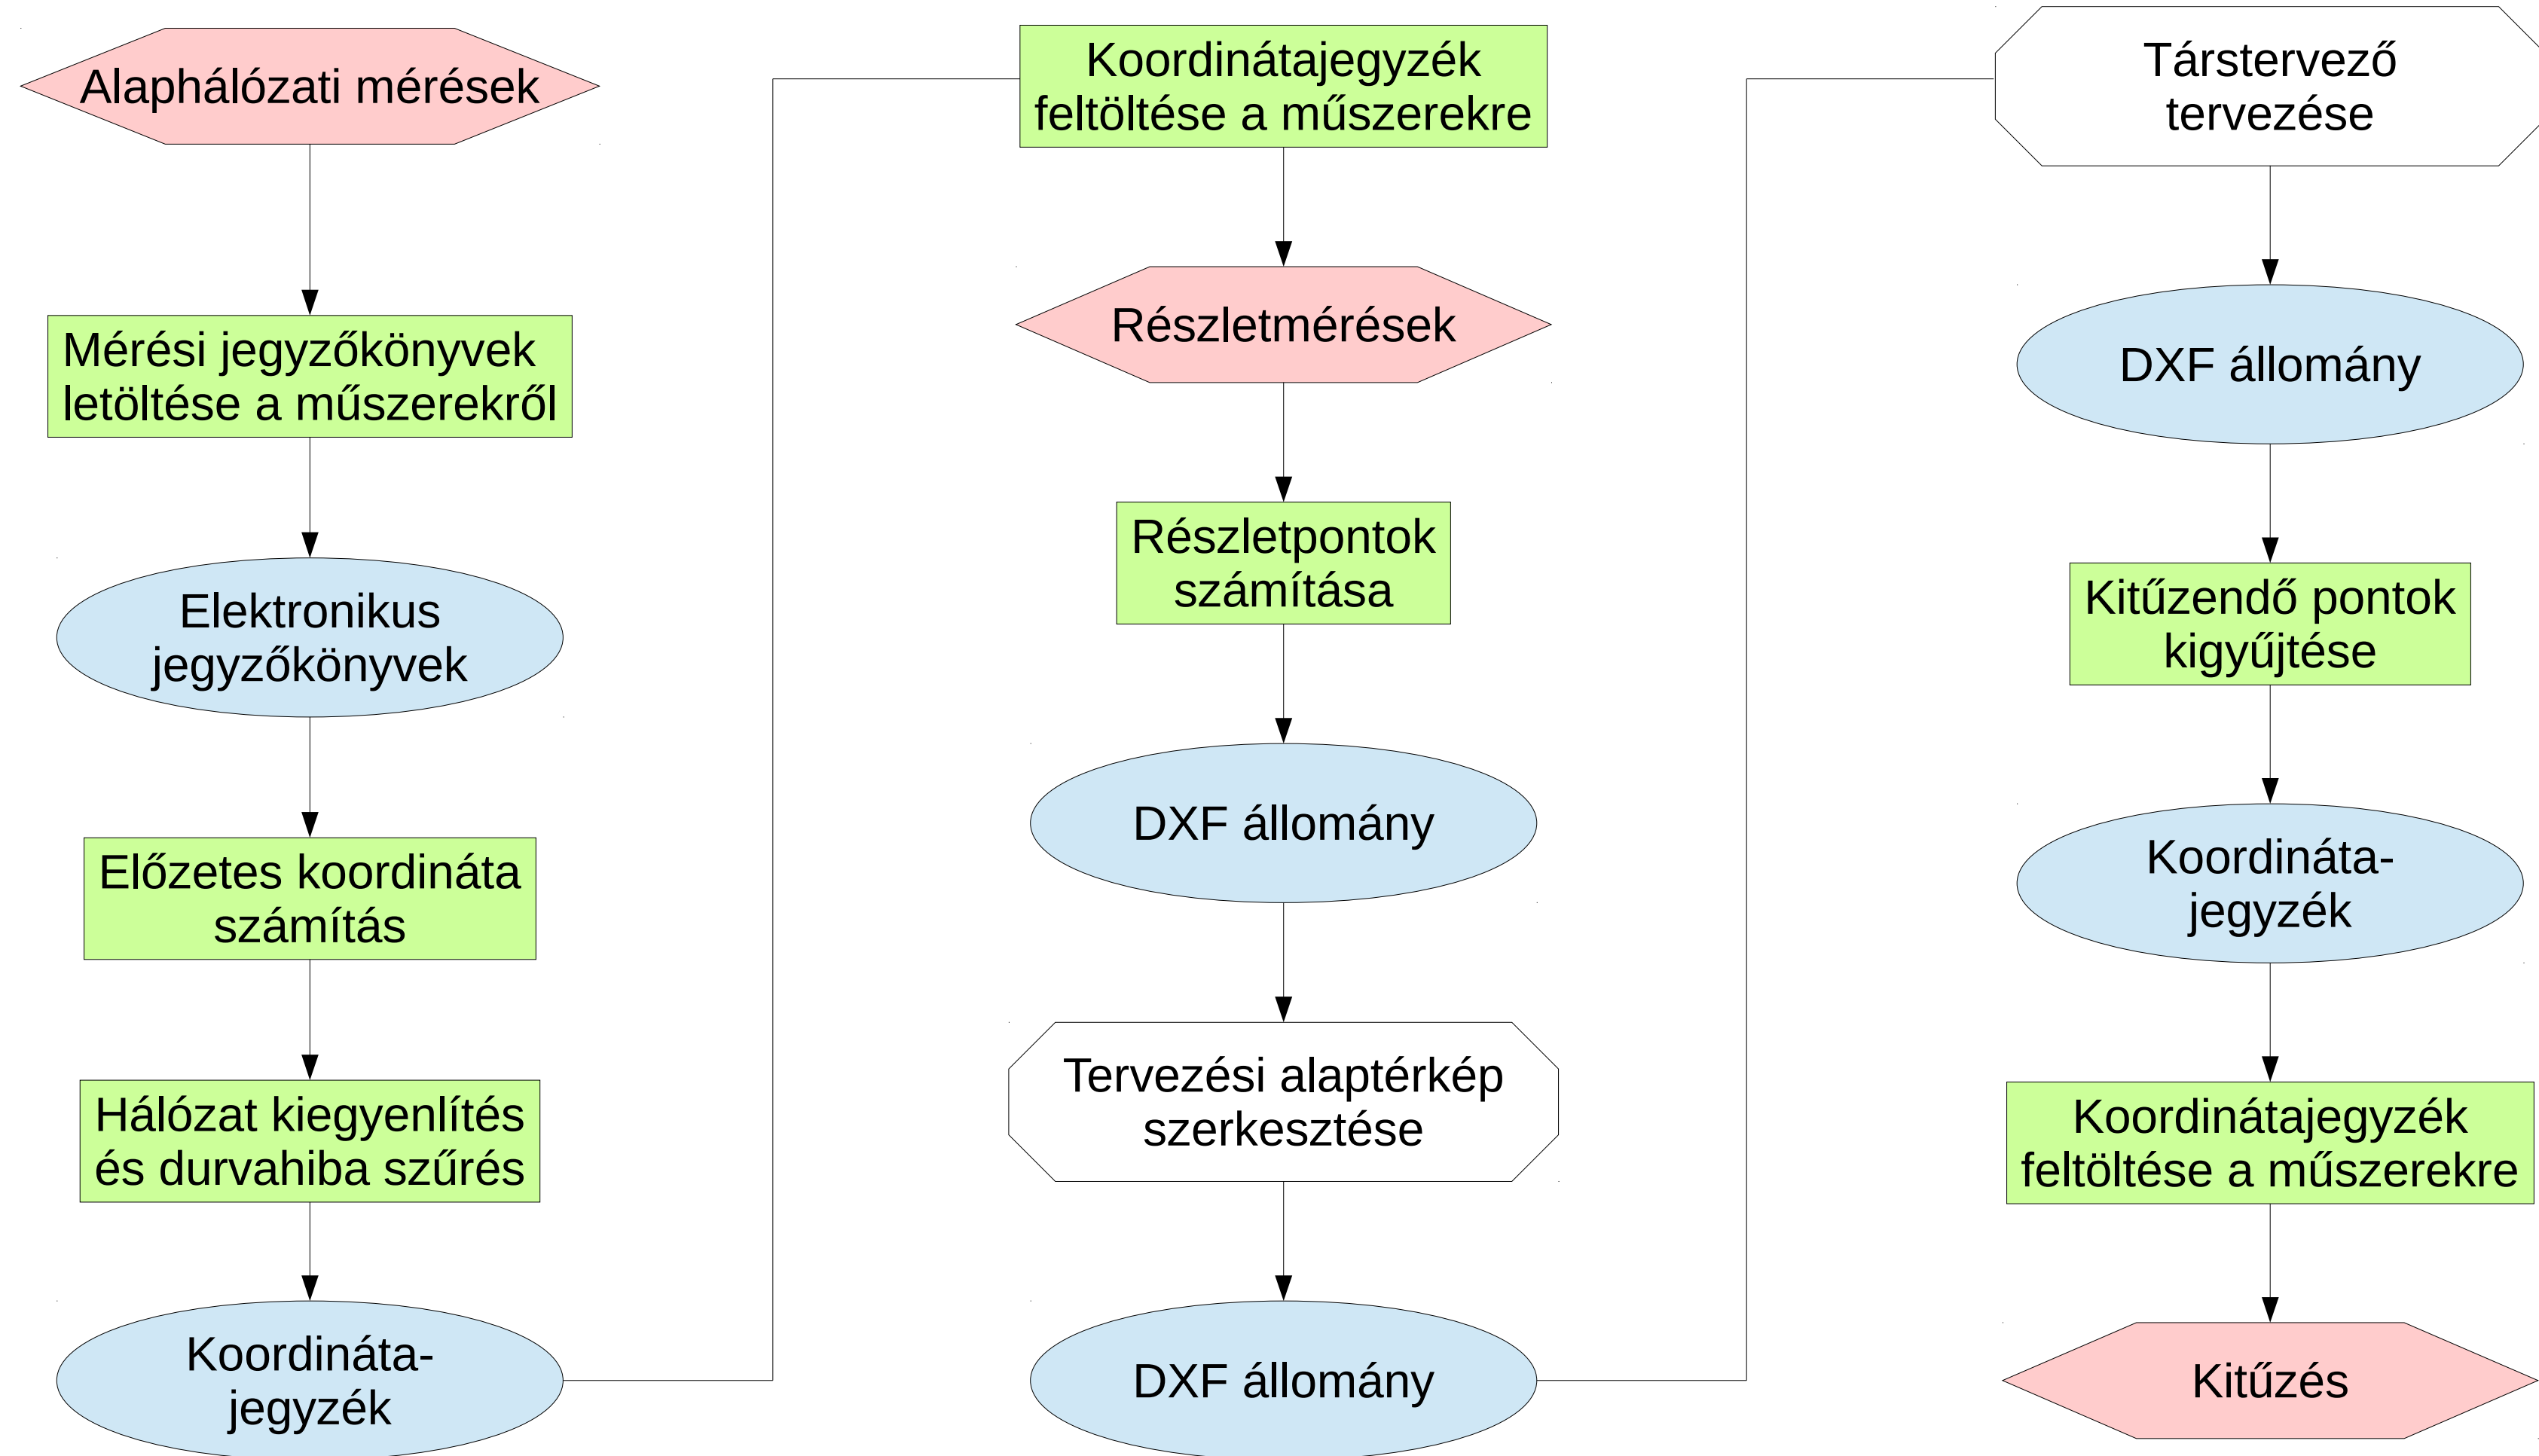 Alaphálózati mérések
Mérési jegyzőkönyvek
letöltése a műszerekről
Elektronikus
jegyzőkönyvek
Előzetes koordináta
számítás
Hálózat kiegyenlítés
és durvahiba szűrés
Koordináta-
jegyzék
Koordinátajegyzék
feltöltése a műszerekre
Részletmérések
Részletpontok
számítása
DXF állomány
Tervezési alaptérkép
szerkesztése
DXF állomány
Társtervező
tervezése
DXF állomány
Kitűzendő pontok
kigyűjtése
Koordináta-
jegyzék
Koordinátajegyzék
feltöltése a műszerekre
Kitűzés